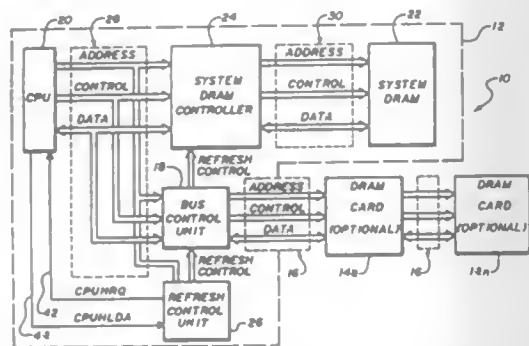 20
28
24
30
22
12
10
CPU
ADDRESS
CONTROL
DATA
SYSTEM
DRAM
CONTROLLER
ADDRESS
CONTROL
DATA
SYSTEM
DRAM
REFRESH
CONTROL
18
BUS
CONTROL
UNIT
ADDRESS
CONTROL
DATA
DRAM
CARD
(OPTIONAL)
DRAM
CARD
(OPTIONAL)
REFRESH
CONTROL
16
14a
16
14n
CPUHRQ
CPUHLDA
REFRESH
CONTROL
UNIT
26
44
42